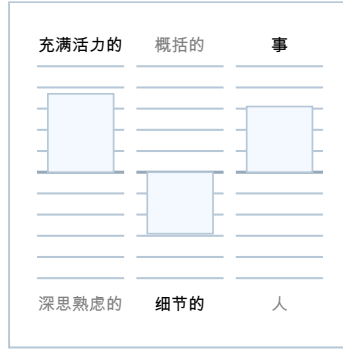 充满活力的 概括的 事
深思熟虑的 细节的 人